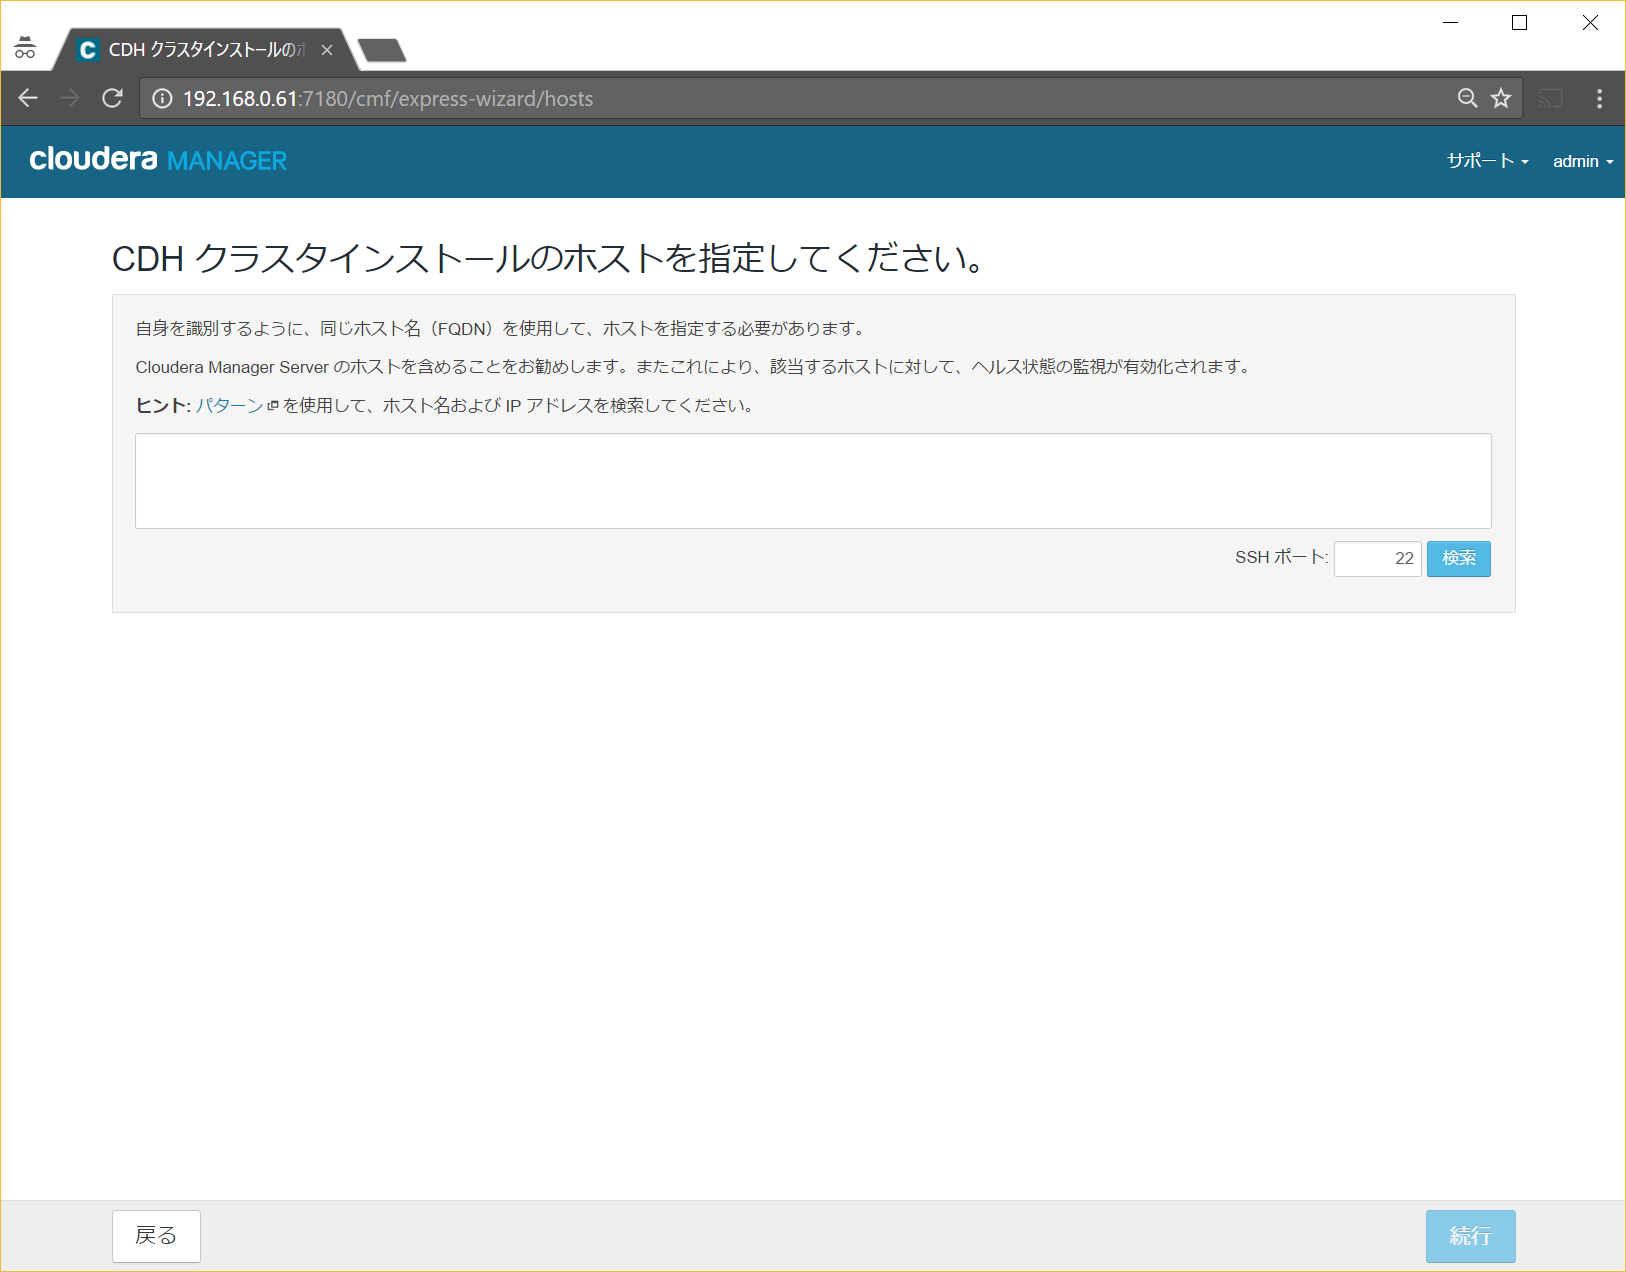 CDH クラスタインストールのホ
192.168.0.61:7180/cmf/express-wizard/hosts
cloudera MANAGER
サポート
admin
CDH クラスタインストールのホストを指定してください。
自身を識別するように、同じホスト名（FQDN）を使用して、ホストを指定する必要があります。
Cloudera Manager Server のホストを含めることをお勧めします。またこれにより、該当するホストに対して、ヘルス状態の監視が有効化されます。
ヒント: パターン を使用して、ホスト名および IP アドレスを検索してください。
SSH ポート: 22 検索
戻る
続行